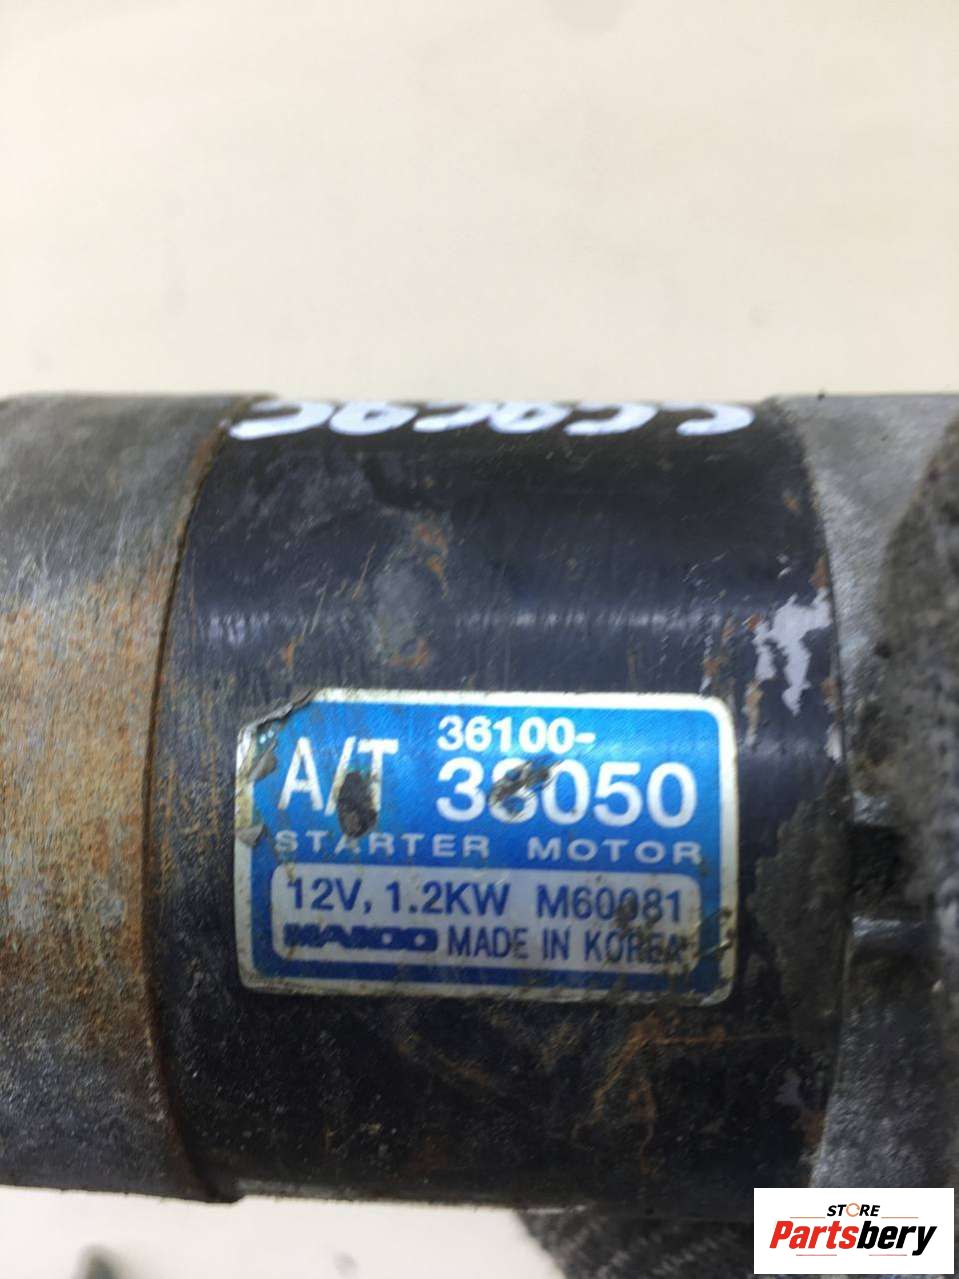 A/T 36100-
38050
STARTER MOTOR
12V, 1.2KW M60081
MANDO MADE IN KOREA
STORE
Partsbery